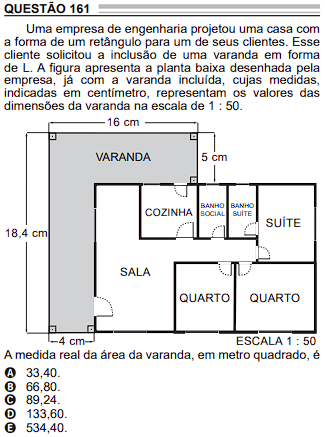 QUESTÃO 161
Uma empresa de engenharia projetou uma casa com
a forma de um retângulo para um de seus clientes. Esse
cliente solicitou a inclusão de uma varanda em forma
de L. A figura apresenta a planta baixa desenhada pela
empresa, já com a varanda incluída, cujas medidas,
indicadas em centímetro, representam os valores das
dimensões da varanda na escala de 1 : 50.
16 cm
VARANDA
5 cm
COZINHA
BANHO
SOCIAL
BANHO
SUÍTE
SUÍTE
18,4 cm
SALA
QUARTO
QUARTO
4 cm
ESCALA 1 : 50
A medida real da área da varanda, em metro quadrado, é
A 33,40.
B 66,80.
C 89,24.
D 133,60.
E 534,40.